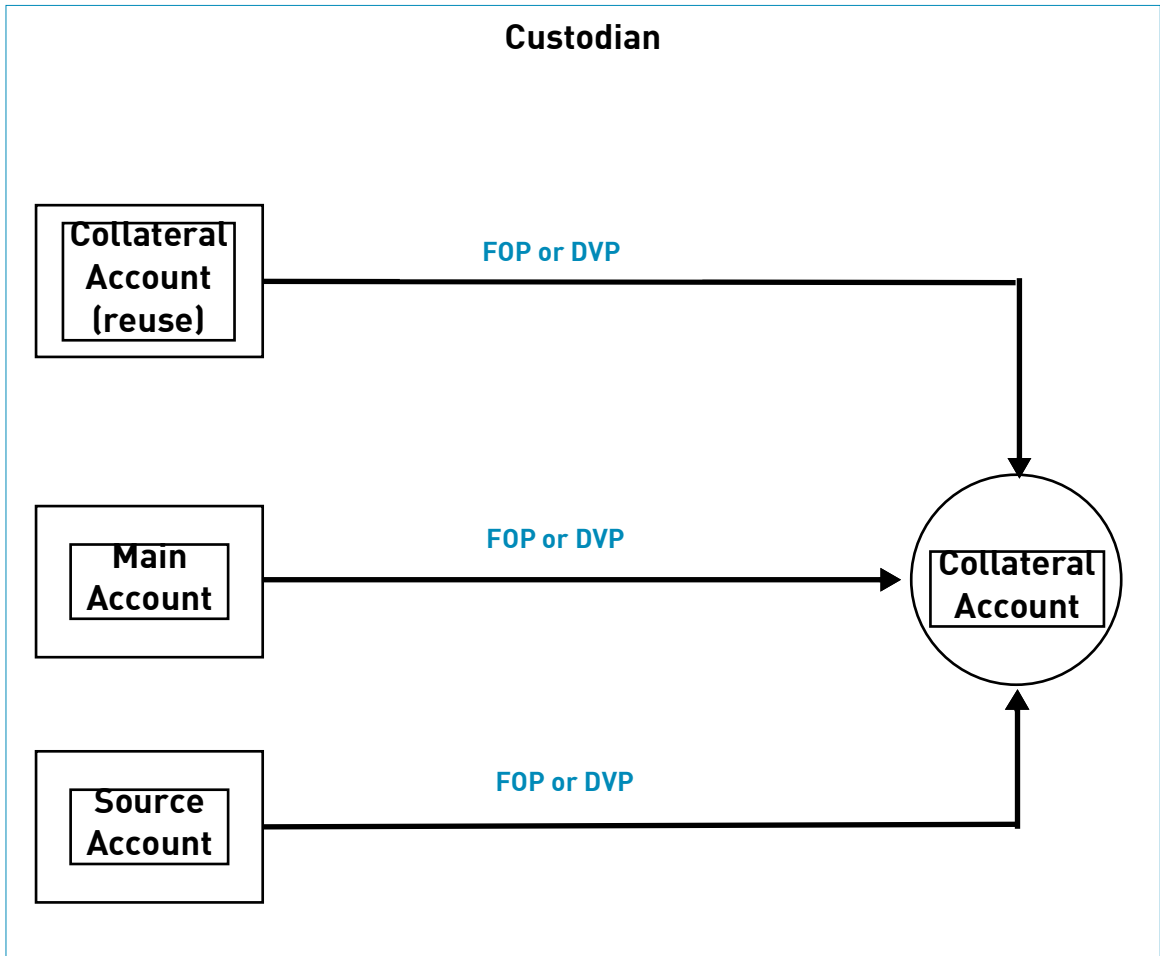 Custodian
Collateral
Account
(reuse)
FOP or DVP
Main
Account
FOP or DVP
Collateral
Account
Source
Account
FOP or DVP